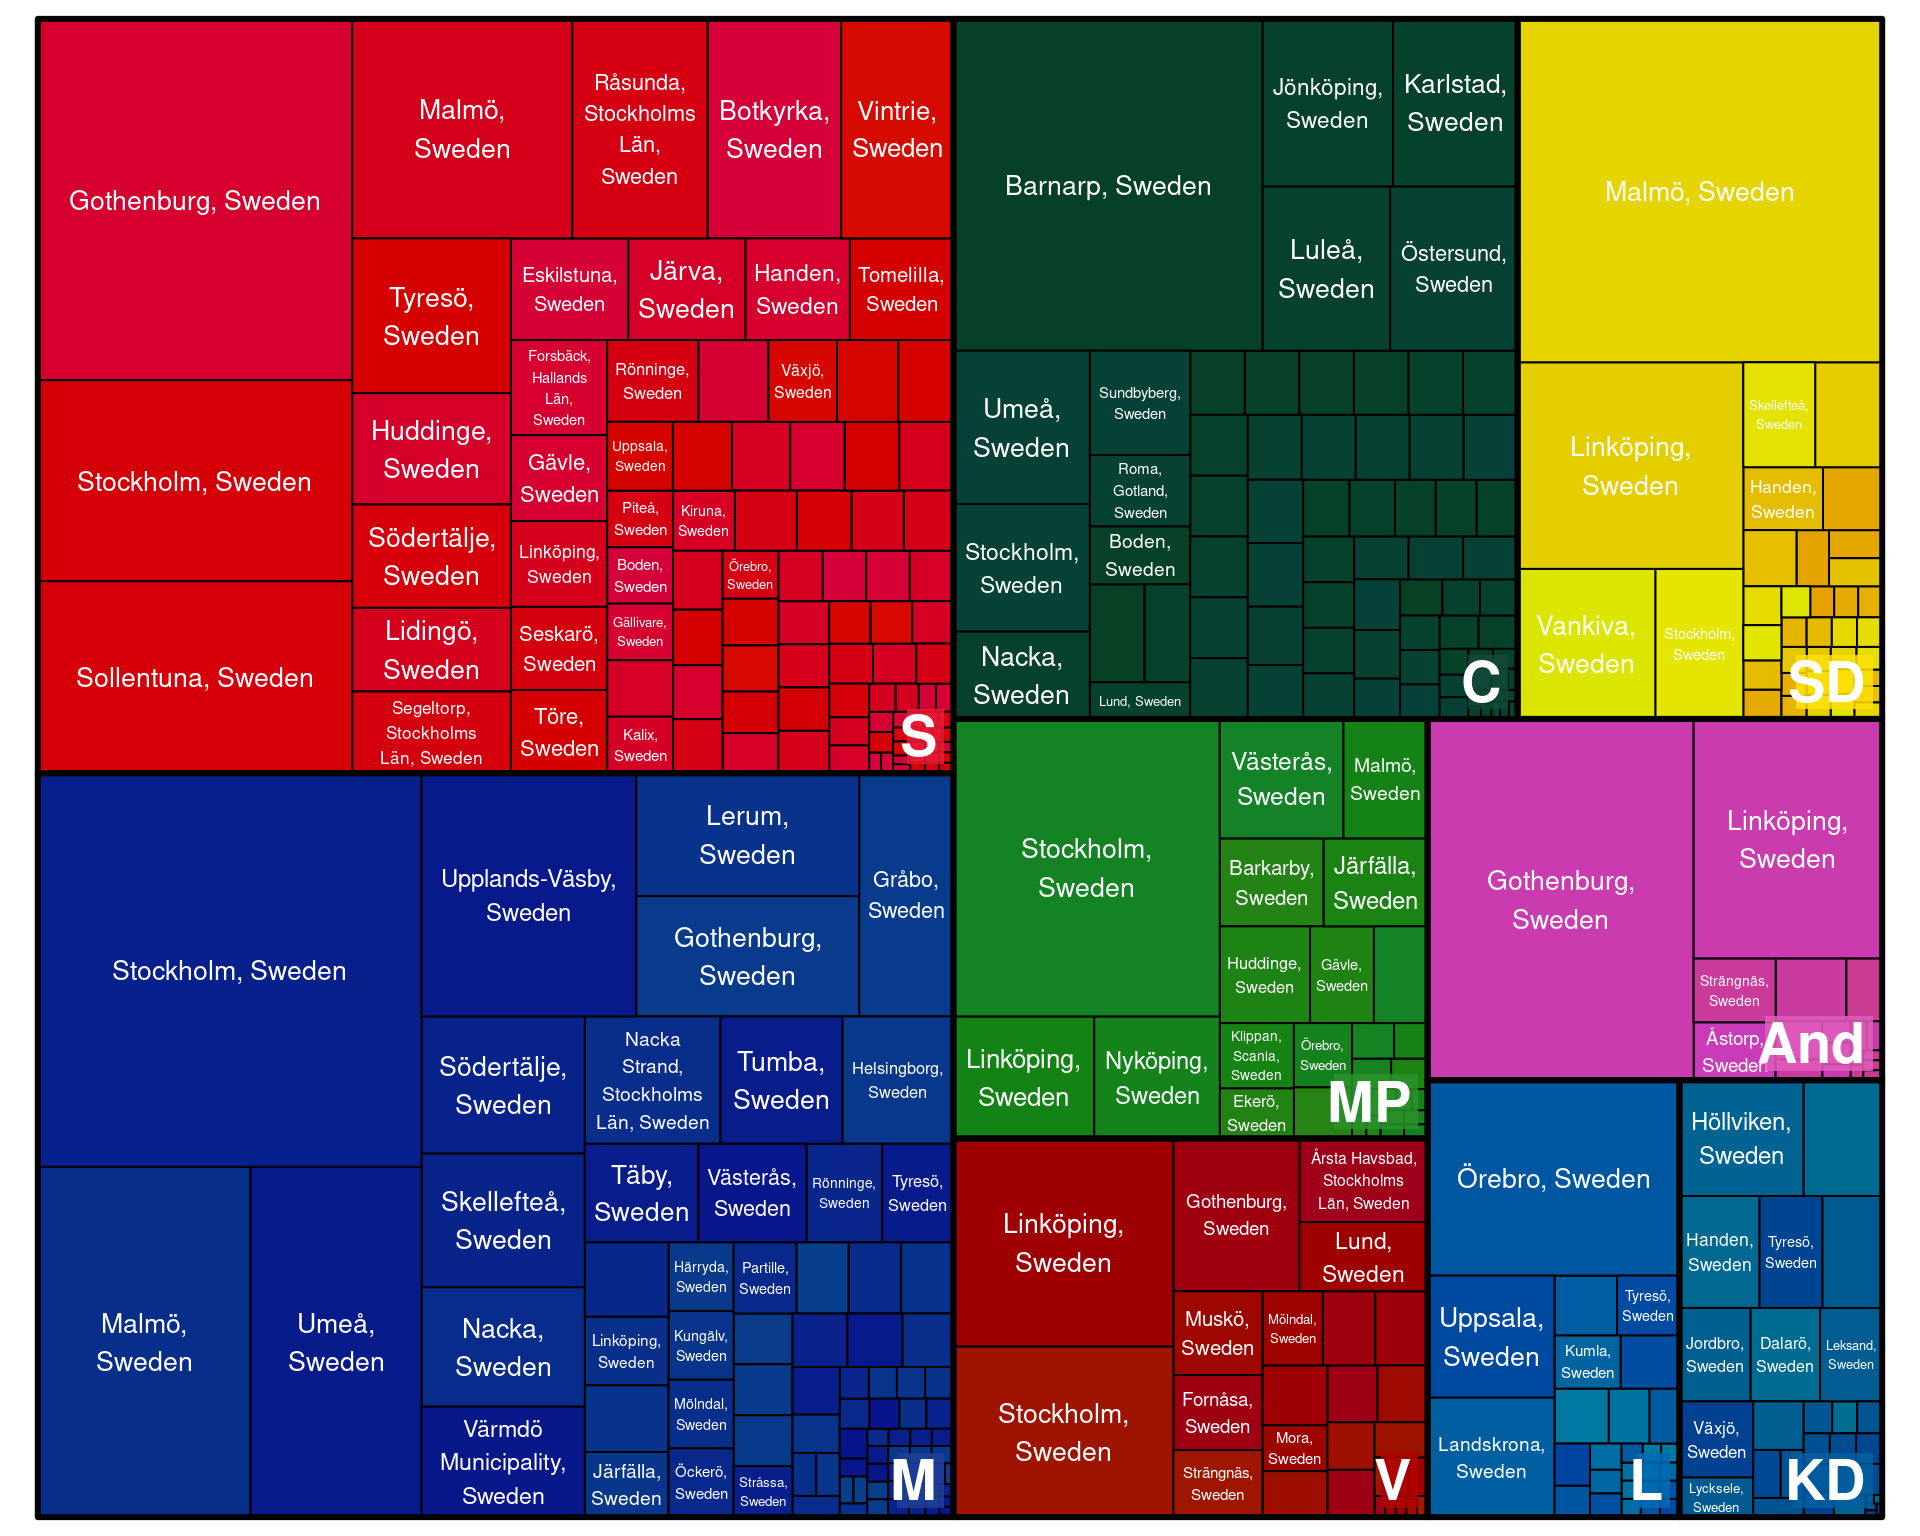 Gothenburg, Sweden
Stockholm, Sweden
Sollentuna, Sweden
Malmö,
Sweden
Råsunda,
Stockholms
Län,
Sweden
Botkyrka,
Sweden
Vintrie,
Sweden
Tyresö,
Sweden
Huddinge,
Sweden
Södertälje,
Sweden
Lidingö,
Sweden
Segeltorp,
Stockholms
Län, Sweden
Eskilstuna,
Sweden
Järva,
Sweden
Handen,
Sweden
Tomelilla,
Sweden
Forsbäck,
Hallands
Län,
Sweden
Gävle,
Sweden
Linköping,
Sweden
Seskarö,
Sweden
Töre,
Sweden
Rönninge,
Sweden
Växjö,
Sweden
Uppsala,
Sweden
Piteå,
Sweden
Kiruna,
Sweden
Boden,
Sweden
Örebro,
Sweden
Gällivare,
Sweden
Kalix,
Sweden
S
Barnarp, Sweden
Jönköping,
Sweden
Karlstad,
Sweden
Luleå,
Sweden
Östersund,
Sweden
Umeå,
Sweden
Stockholm,
Sweden
Nacka,
Sweden
Sundbyberg,
Sweden
Roma,
Gotland,
Sweden
Boden,
Sweden
Lund, Sweden
C
Malmö, Sweden
Linköping,
Sweden
Vankiva,
Sweden
Stockholm,
Sweden
Skellefteå,
Sweden
Handen,
Sweden
SD
Stockholm, Sweden
Malmö,
Sweden
Umeå,
Sweden
Upplands-Väsby,
Sweden
Lerum,
Sweden
Gothenburg,
Sweden
Gråbo,
Sweden
Södertälje,
Sweden
Skellefteå,
Sweden
Nacka,
Sweden
Värmdö
Municipality,
Sweden
Nacka
Strand,
Stockholms
Län, Sweden
Tumba,
Sweden
Helsingborg,
Sweden
Täby,
Sweden
Västerås,
Sweden
Rönninge,
Sweden
Tyresö,
Sweden
Linköping,
Sweden
Järfälla,
Sweden
Härryda,
Sweden
Kungälv,
Sweden
Mölndal,
Sweden
Öckerö,
Sweden
Partille,
Sweden
Stråssa,
Sweden
M
Stockholm,
Sweden
Linköping,
Sweden
Nyköping,
Sweden
Västerås,
Sweden
Malmö,
Sweden
Barkarby,
Sweden
Järfälla,
Sweden
Huddinge,
Sweden
Gävle,
Sweden
Klippan,
Scania,
Sweden
Örebro,
Sweden
Ekerö,
Sweden
MP
Gothenburg,
Sweden
Linköping,
Sweden
Strängnäs,
Sweden
Åstorp,
Sweden
And
Linköping,
Sweden
Stockholm,
Sweden
Gothenburg,
Sweden
Årsta Havsbad,
Stockholms
Län, Sweden
Lund,
Sweden
Muskö,
Sweden
Mölndal,
Sweden
Fornåsa,
Sweden
Strängnäs,
Sweden
Mora,
Sweden
V
Örebro, Sweden
Uppsala,
Sweden
Landskrona,
Sweden
Tyresö,
Sweden
Kumla,
Sweden
L
Höllviken,
Sweden
Handen,
Sweden
Tyresö,
Sweden
Jordbro,
Sweden
Dalarö,
Sweden
Leksand,
Sweden
Växjö,
Sweden
Lycksele,
Sweden
KD